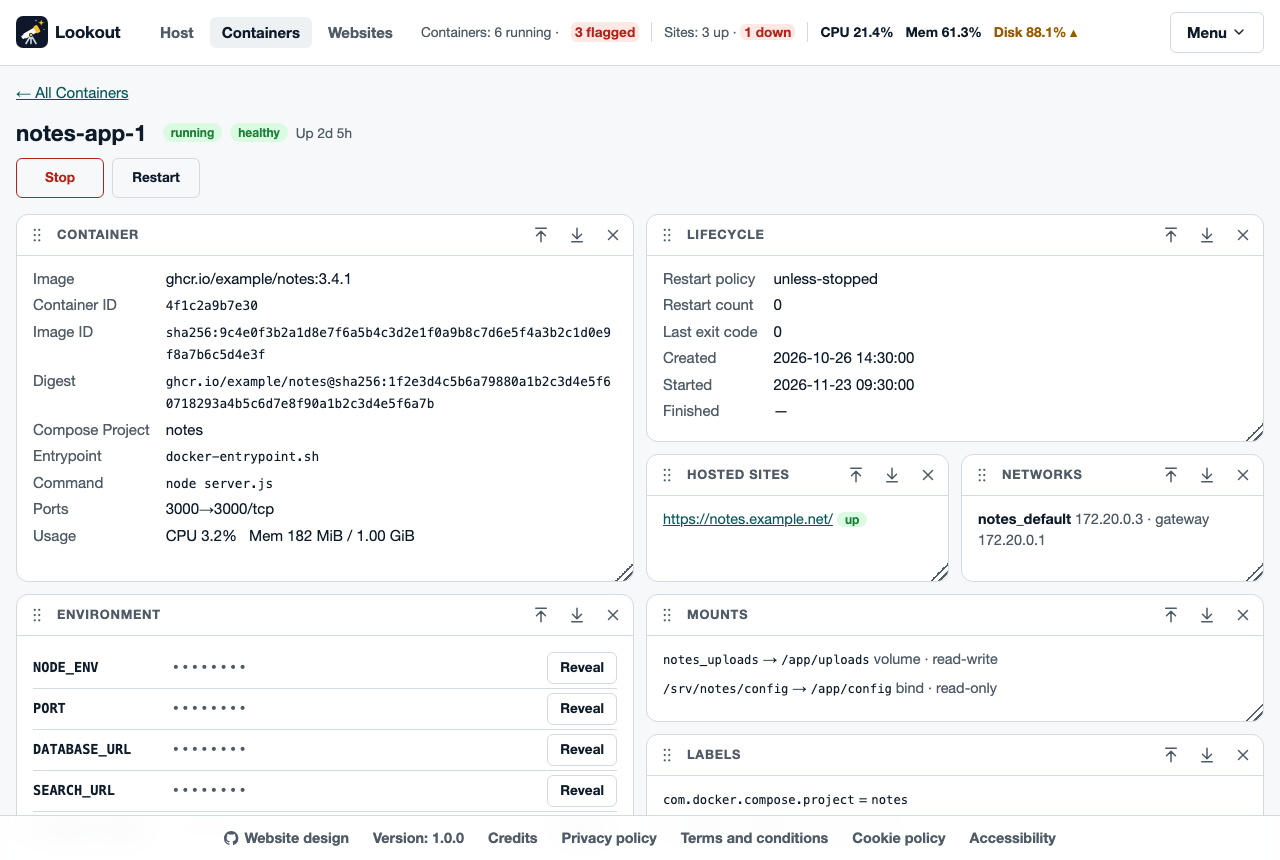 Lookout
Host
Containers
Websites
Containers: 6 running · 3 flagged
Sites: 3 up · 1 down
CPU 21.4% Mem 61.3% Disk 88.1% ▲
Menu
← All Containers
notes-app-1 running healthy Up 2d 5h
Stop
Restart
CONTAINER
Image ghcr.io/example/notes:3.4.1
Container ID 4f1c2a9b7e30
Image ID sha256:9c4e0f3b2a1d8e7f6a5b4c3d2e1f0a9b8c7d6e5f4a3b2c1d0e9
f8a7b6c5d4e3f
Digest ghcr.io/example/notes@sha256:1f2e3d4c5b6a79880a1b2c3d4e5f6
0718293a4b5c6d7e8f90a1b2c3d4e5f6a7b
Compose Project notes
Entrypoint docker-entrypoint.sh
Command node server.js
Ports 3000→3000/tcp
Usage CPU 3.2% Mem 182 MiB / 1.00 GiB
LIFECYCLE
Restart policy unless-stopped
Restart count 0
Last exit code 0
Created 2026-10-26 14:30:00
Started 2026-11-23 09:30:00
Finished —
HOSTED SITES
https://notes.example.net/ up
NETWORKS
notes_default 172.20.0.3 · gateway
172.20.0.1
ENVIRONMENT
NODE_ENV •••••••• Reveal
PORT •••••••• Reveal
DATABASE_URL •••••••• Reveal
SEARCH_URL •••••••• Reveal
MOUNTS
notes_uploads → /app/uploads volume · read-write
/srv/notes/config → /app/config bind · read-only
LABELS
com.docker.compose.project = notes
Website design
Version: 1.0.0
Credits
Privacy policy
Terms and conditions
Cookie policy
Accessibility